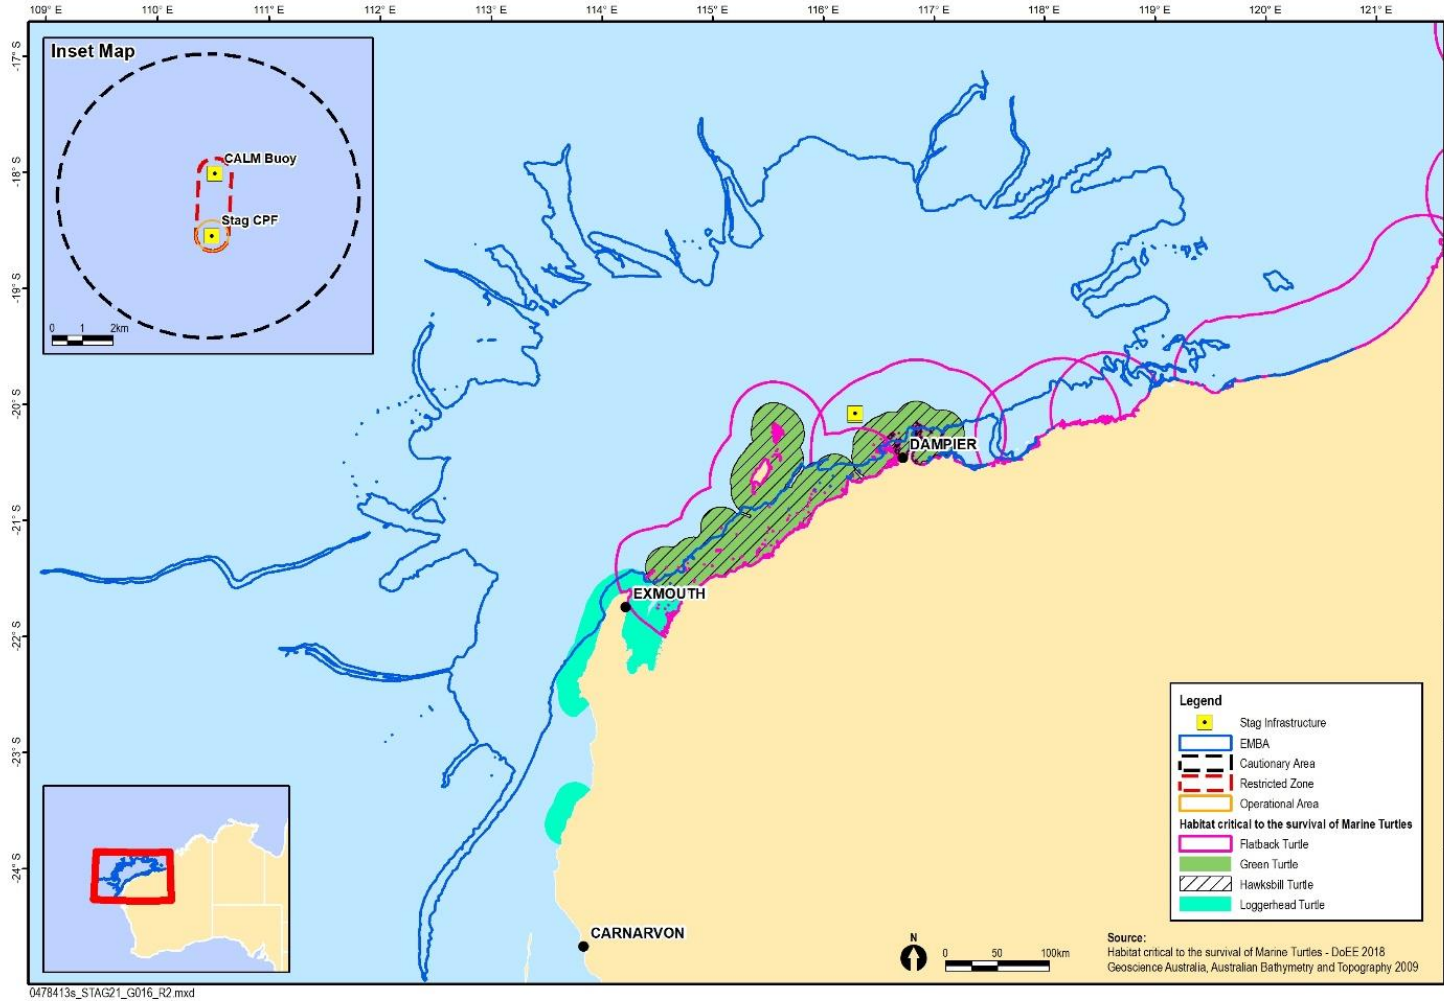 109° E 110° E 111° E 112° E 113° E 114° E 115° E 116° E 117° E 118° E 119° E 120° E 121° E
-17° S
-18° S
-19° S
-20° S
-21° S
-22° S
-23° S
-24° S
Inset Map
CALM Buoy
Stag CPF
0 1 2km
DAMPIER
EXMOUTH
CARNARVON
Legend
Stag Infrastructure
EMBA
Cautionary Area
Restricted Zone
Operational Area
Habitat critical to the survival of Marine Turtles
Flatback Turtle
Green Turtle
Hawksbill Turtle
Loggerhead Turtle
N
0 50 100km
Source:
Habitat critical to the survival of Marine Turtles - DoEE 2018
Geoscience Australia, Australian Bathymetry and Topography 2009
0478413s_STAG21_G016_R2.mxd